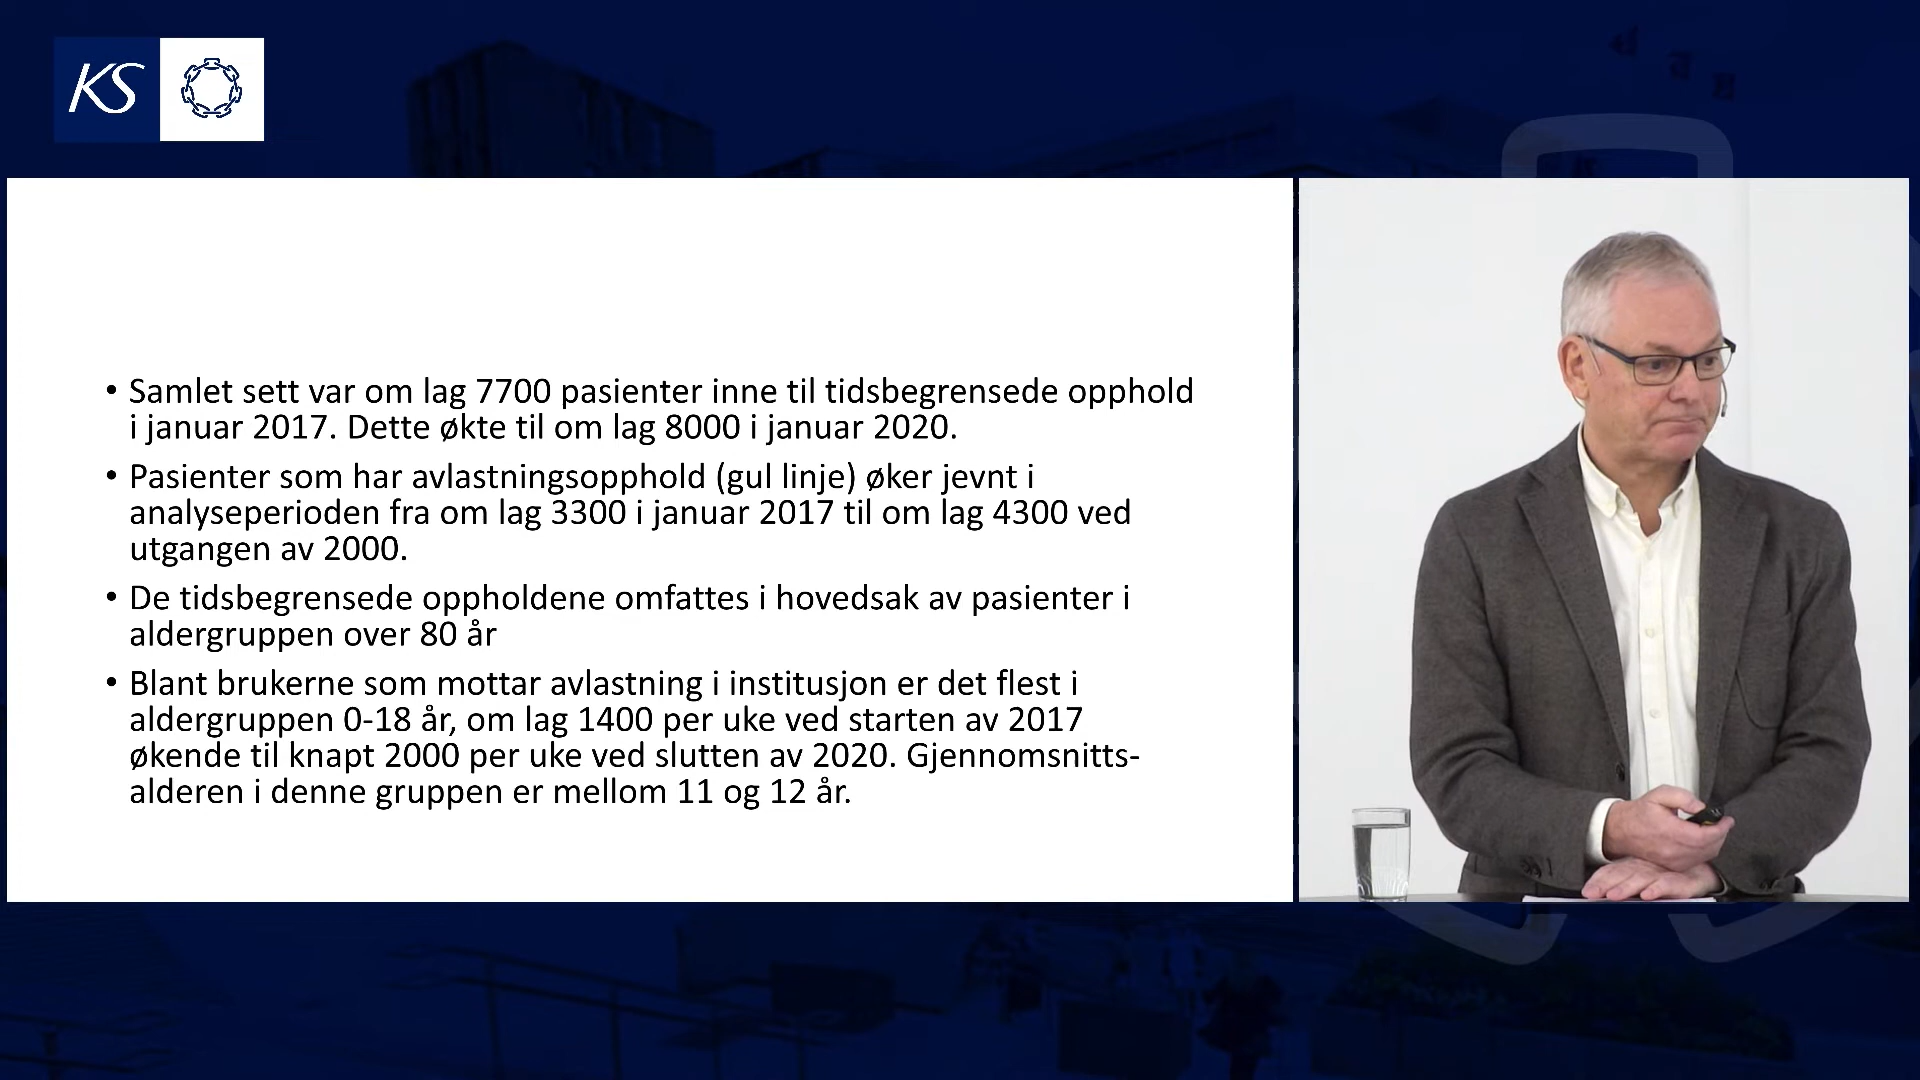 KS
• Samlet sett var om lag 7700 pasienter inne til tidsbegrensede opphold
i januar 2017. Dette økte til om lag 8000 i januar 2020.
• Pasienter som har avlastningsopphold (gul linje) øker jevnt i
analyseperioden fra om lag 3300 i januar 2017 til om lag 4300 ved
utgangen av 2000.
• De tidsbegrensede oppholdene omfattes i hovedsak av pasienter i
aldergruppen over 80 år
• Blant brukerne som mottar avlastning i institusjon er det flest i
aldergruppen 0-18 år, om lag 1400 per uke ved starten av 2017
økende til knapt 2000 per uke ved slutten av 2020. Gjennomsnitts-
alderen i denne gruppen er mellom 11 og 12 år.